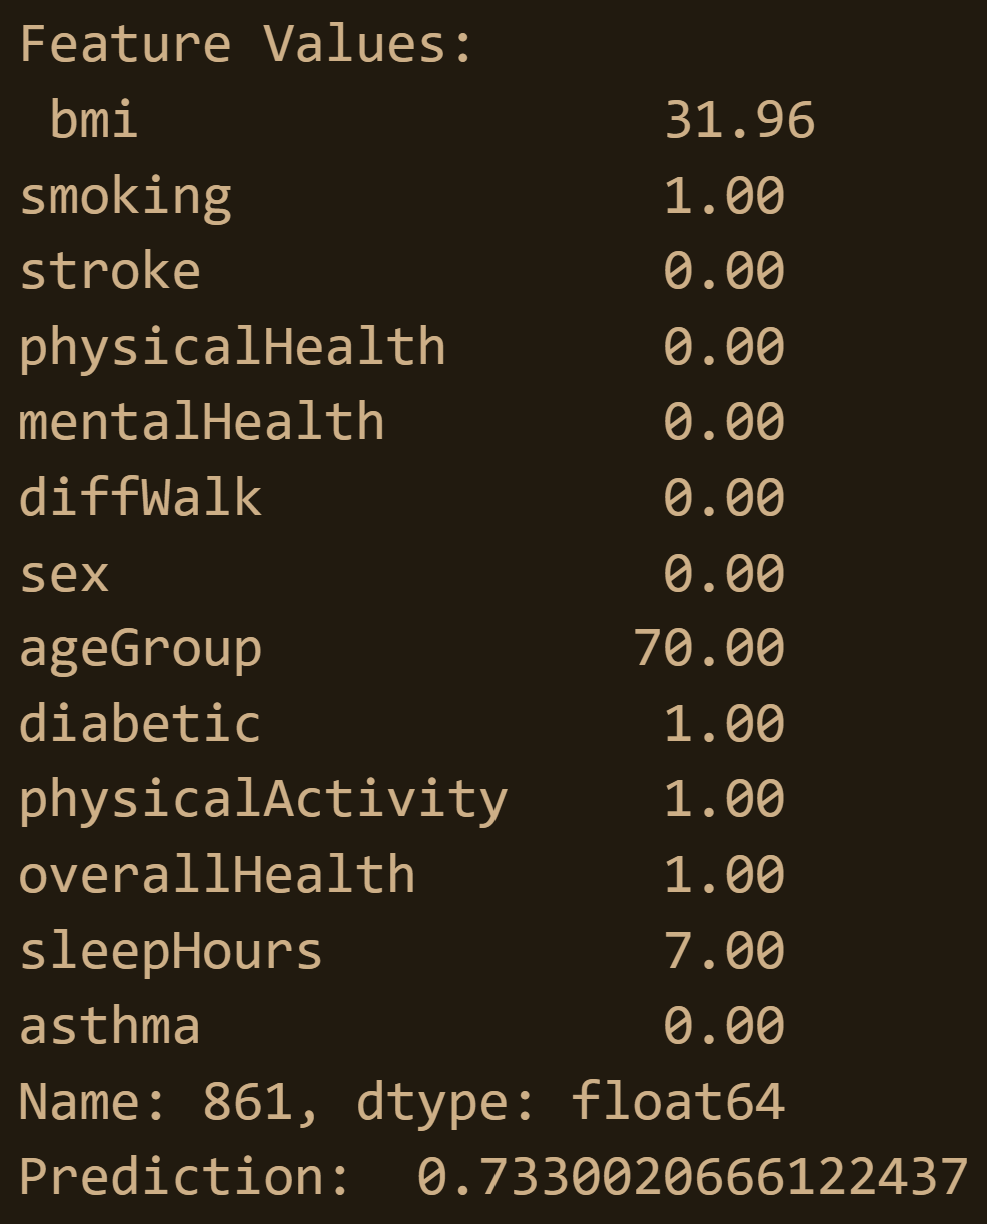 Feature Values:
 bmi                 31.96
smoking              1.00
stroke               0.00
physicalHealth       0.00
mentalHealth         0.00
diffWalk             0.00
sex                  0.00
ageGroup            70.00
diabetic             1.00
physicalActivity     1.00
overallHealth        1.00
sleepHours           7.00
asthma               0.00
Name: 861, dtype: float64
Prediction:  0.7330020666122437